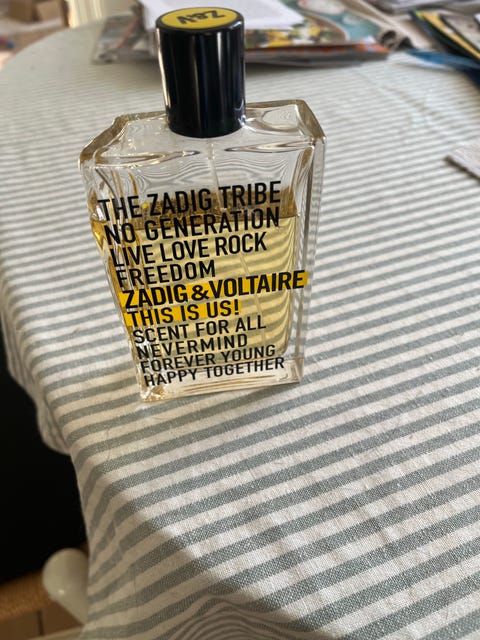 Z&V
THE ZADIG TRIBE
NO GENERATION
LIVE LOVE ROCK
FREEDOM
ZADIG & VOLTAIRE
THIS IS US!
SCENT FOR ALL
NEVERMIND
FOREVER YOUNG
HAPPY TOGETHER